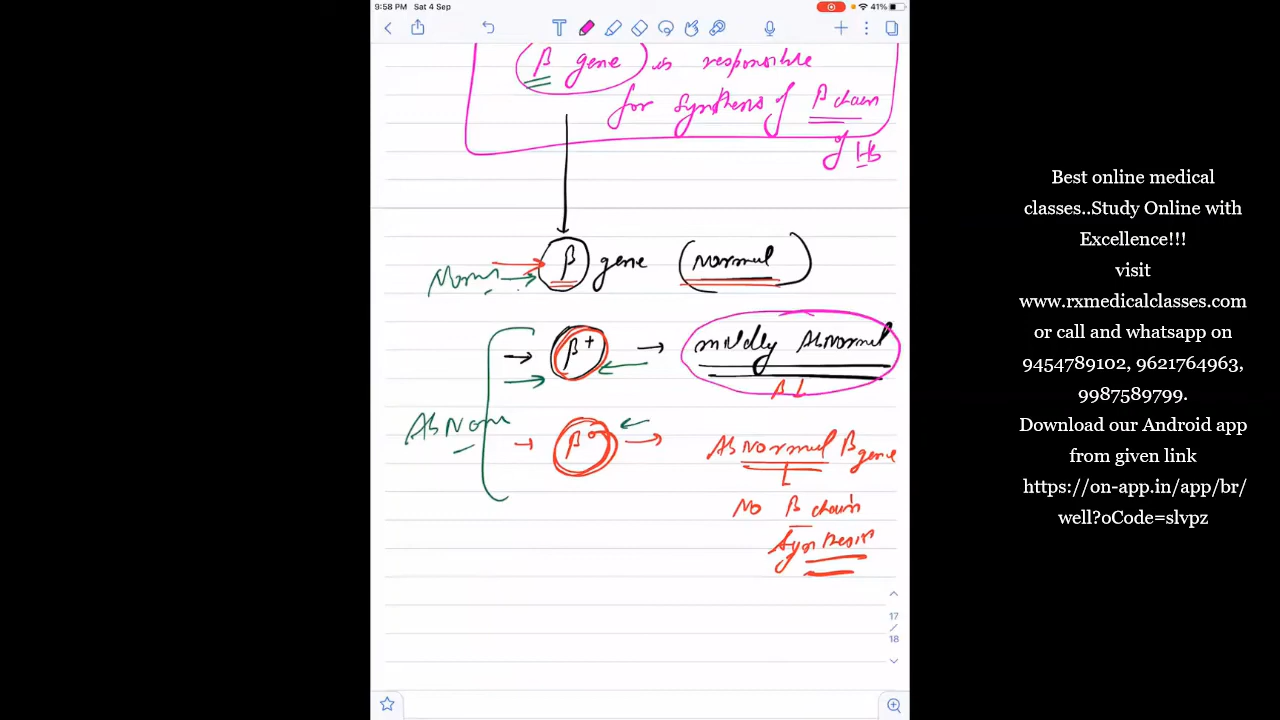 9:58 PM Sat 4 Sep
41%
β gene is responsible
for synthesis of β chain
of Hb
β gene (Normal)
β+ → mildly Abnormal
β↓
AbNorm
β° → AbNormal β gene
No β chain
Synthesis
17
/
18
Best online medical
classes..Study Online with
Excellence!!!
visit
www.rxmedicalclasses.com
or call and whatsapp on
9454789102, 9621764963,
9987589799.
Download our Android app
from given link
https://on-app.in/app/br/
well?oCode=slvpz